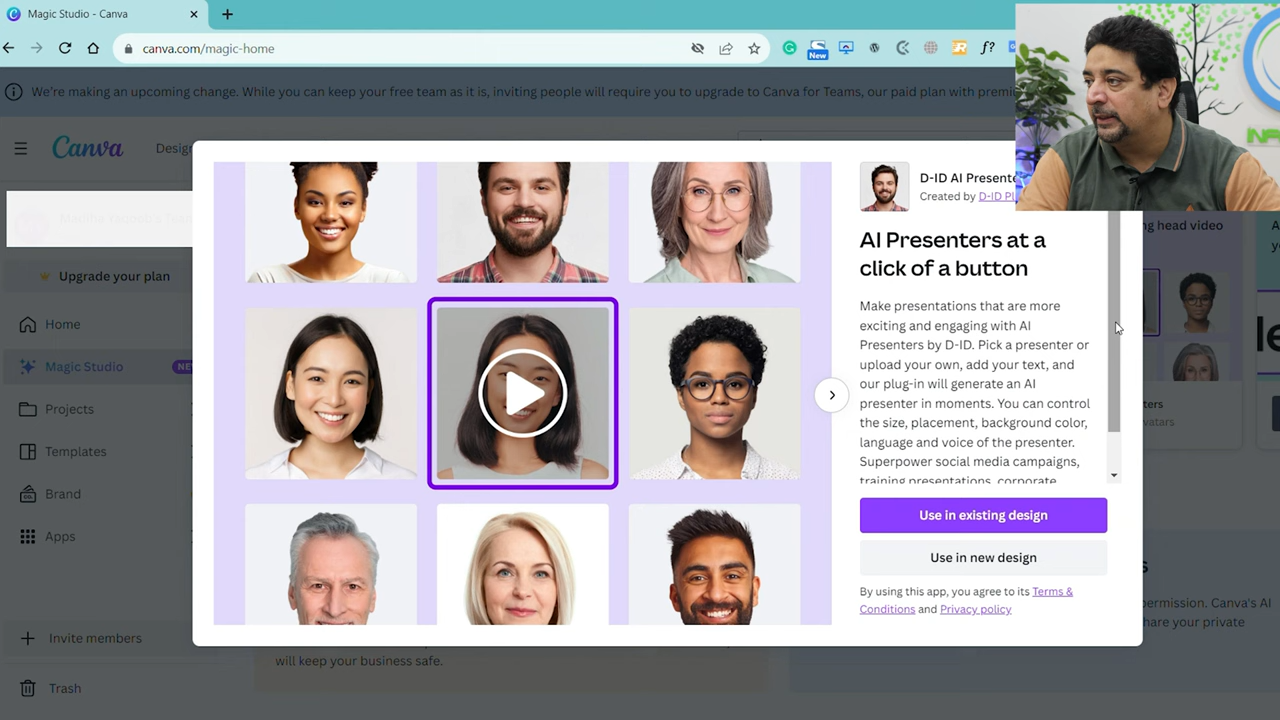 Magic Studio - Canva
canva.com/magic-home
New
f?
We're making an upcoming change. While you can keep your free team as it is, inviting people will require you to upgrade to Canva for Teams, our paid plan with
Canva
Upgrade your plan
Home
Magic Studio
Projects
Templates
Brand
Apps
Invite members
Trash
D-ID AI
Created by D-ID
AI Presenters at a
click of a button
Make presentations that are more
exciting and engaging with AI
Presenters by D-ID. Pick a presenter or
upload your own, add your text, and
our plug-in will generate an AI
presenter in moments. You can control
the size, placement, background color,
language and voice of the presenter.
Superpower social media campaigns,
training presentations, corporate
Use in existing design
Use in new design
By using this app, you agree to its Terms &
Conditions and Privacy policy
head video
will keep your business safe.
permission. Canva's AI
your private